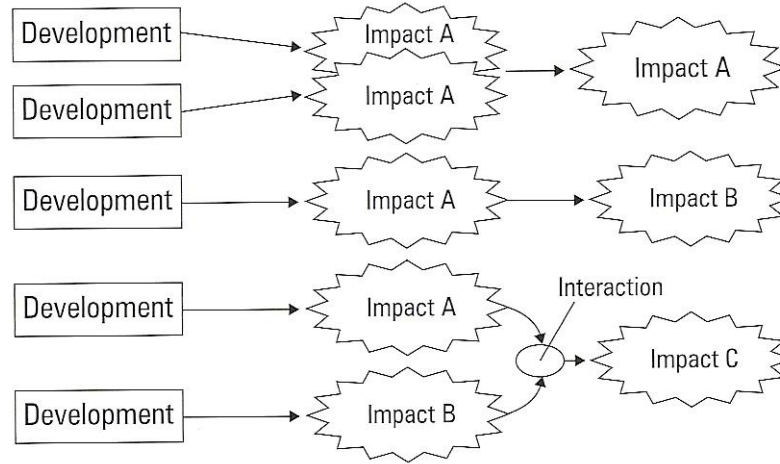 Development
Impact A
Impact A
Development
Impact A
Development
Impact A
Impact B
Development
Impact A
Interaction
Impact C
Development
Impact B